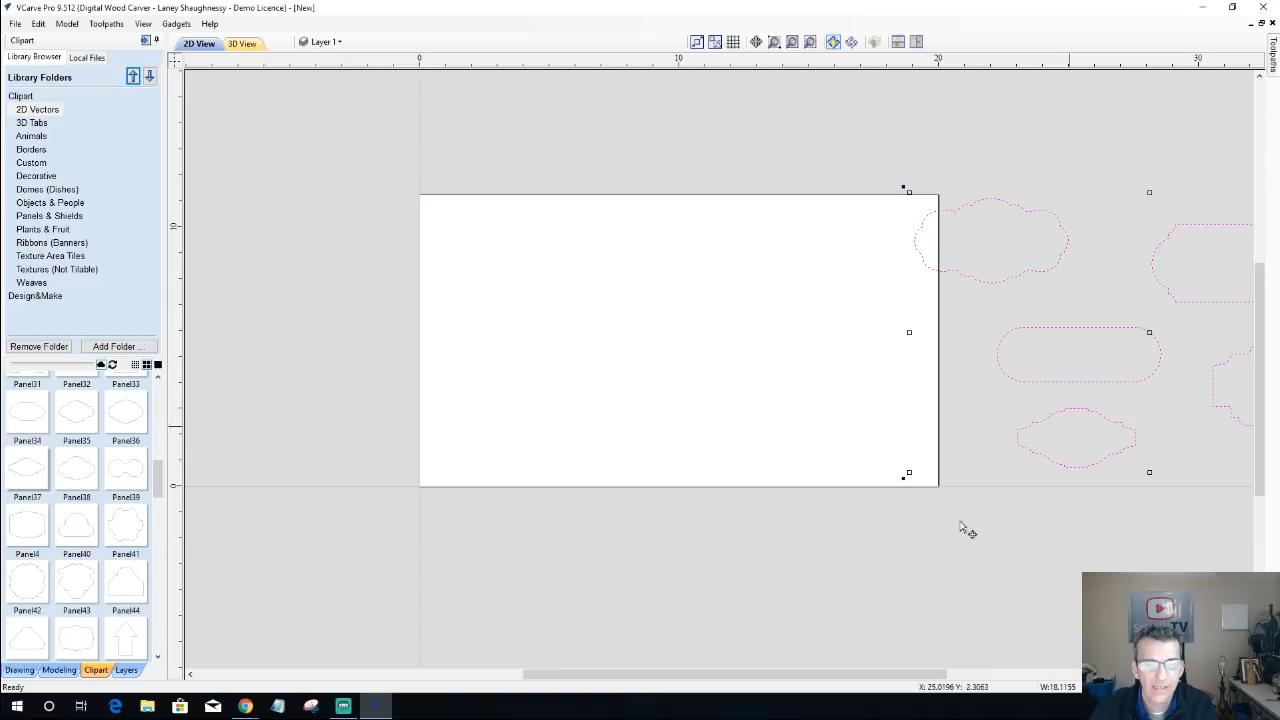 VCarve Pro 9.512 {Digital Wood Carver - Laney Shaughnessy - Demo Licence} - [New]
File Edit Model Toolpaths View Gadgets Help
Clipart 2D View 3D View Layer 1
Library Browser Local Files
0 10 20 30
Library Folders
Toolpaths
Clipart
2D Vectors
3D Tabs
Animals
Borders
Custom
Decorative
Domes (Dishes)
Objects & People
Panels & Shields
Plants & Fruit
10
Ribbons (Banners)
Texture Area Tiles
Textures (Not Tilable)
Weaves
Design&Make
Remove Folder Add Folder ...
Panel31 Panel32 Panel33
Panel34 Panel35 Panel36
Panel37 Panel38 Panel39
0
Panel4 Panel40 Panel41
Panel42 Panel43 Panel44
Drawing Modeling Clipart Layers
Ready X: 25.0196 Y: 2.3063 W:18.1155